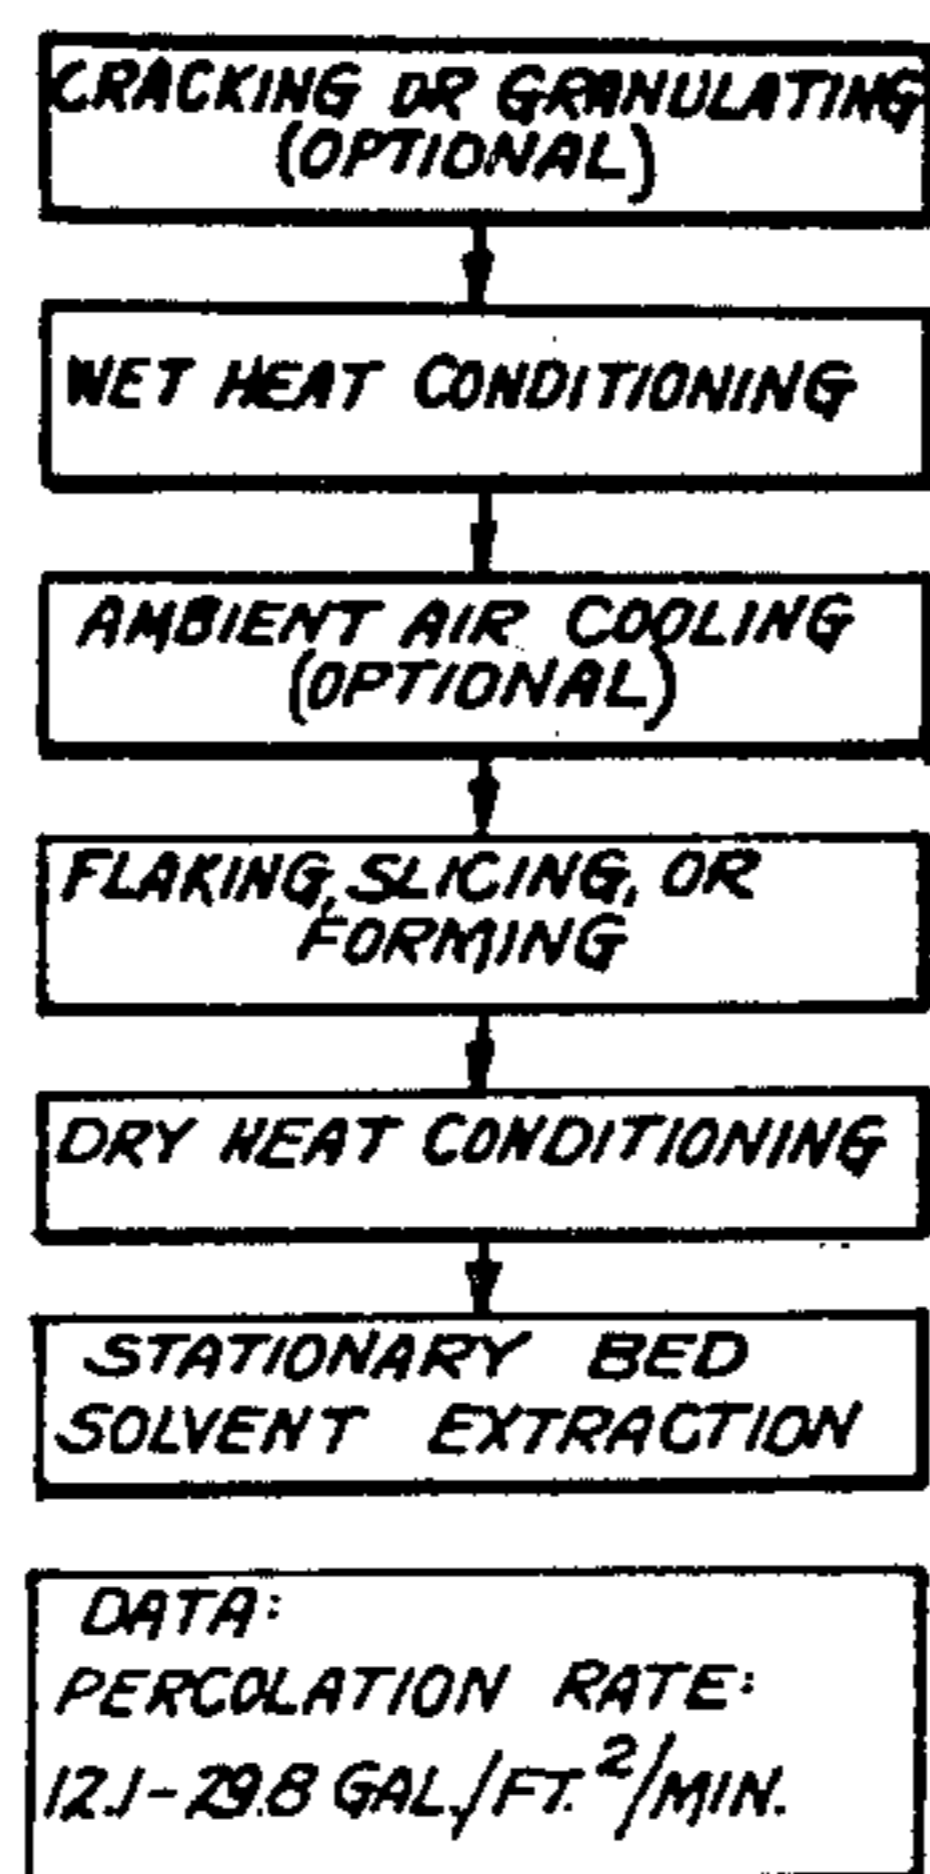 CRACKING OR GRANULATING
(OPTIONAL)
WET HEAT CONDITIONING
AMBIENT AIR COOLING
(OPTIONAL)
FLAKING, SLICING, OR
FORMING
DRY HEAT CONDITIONING
STATIONARY BED
SOLVENT EXTRACTION
DATA:
PERCOLATION RATE:
12.1-29.8 GAL./FT.²/MIN.